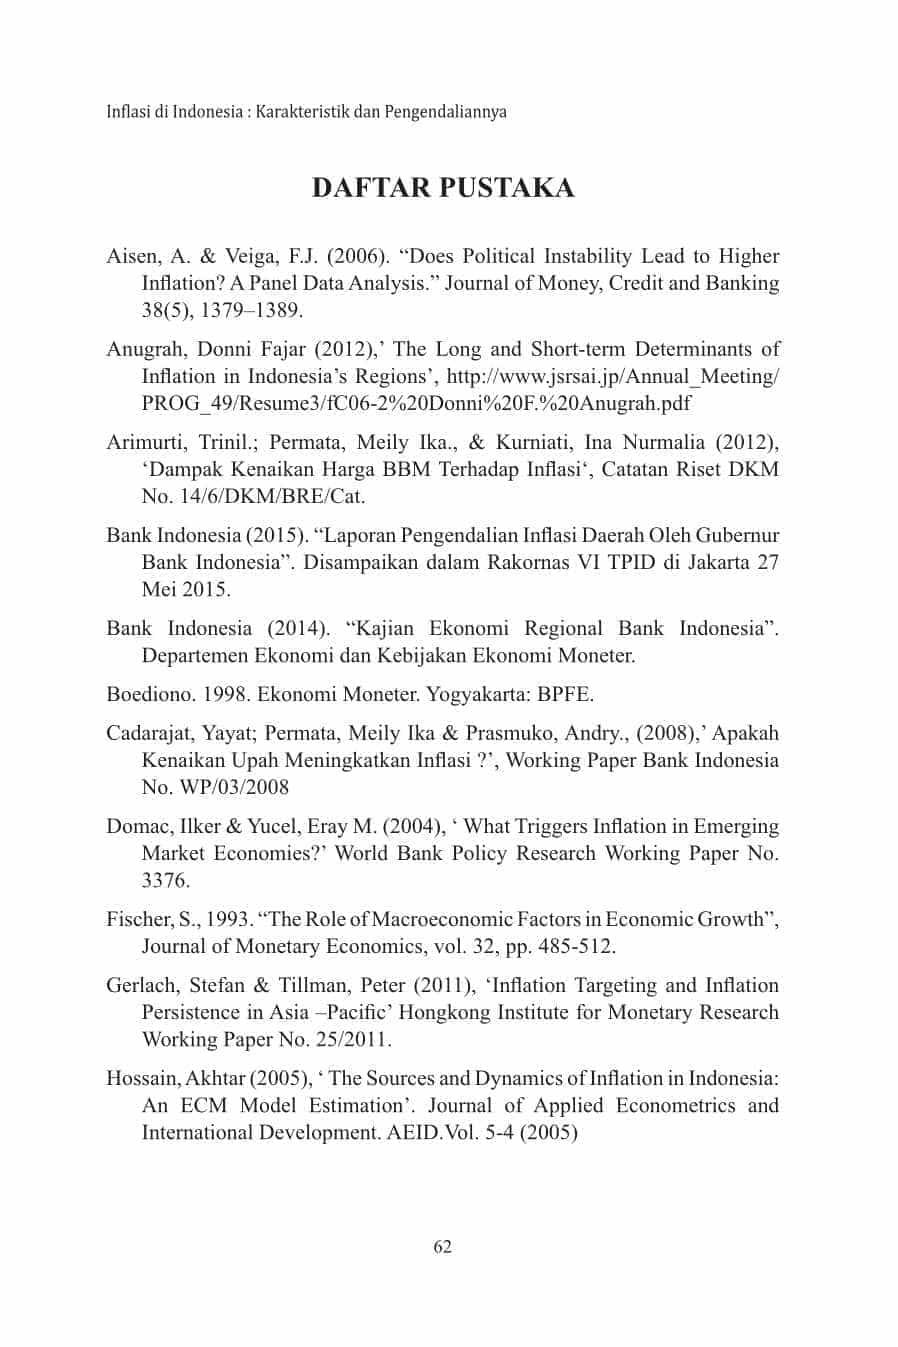 Inflasi di Indonesia : Karakteristik dan Pengendaliannya
DAFTAR PUSTAKA
Aisen, A. & Veiga, F.J. (2006). “Does Political Instability Lead to Higher
Inflation? A Panel Data Analysis.” Journal of Money, Credit and Banking
38(5), 1379–1389.
Anugrah, Donni Fajar (2012),’ The Long and Short-term Determinants of
Inflation in Indonesia’s Regions’, http://www.jsrsai.jp/Annual_Meeting/
PROG_49/Resume3/fC06-2%20Donni%20F.%20Anugrah.pdf
Arimurti, Trinil.; Permata, Meily Ika., & Kurniati, Ina Nurmalia (2012),
‘Dampak Kenaikan Harga BBM Terhadap Inflasi‘, Catatan Riset DKM
No. 14/6/DKM/BRE/Cat.
Bank Indonesia (2015). “Laporan Pengendalian Inflasi Daerah Oleh Gubernur
Bank Indonesia”. Disampaikan dalam Rakornas VI TPID di Jakarta 27
Mei 2015.
Bank Indonesia (2014). “Kajian Ekonomi Regional Bank Indonesia”.
Departemen Ekonomi dan Kebijakan Ekonomi Moneter.
Boediono. 1998. Ekonomi Moneter. Yogyakarta: BPFE.
Cadarajat, Yayat; Permata, Meily Ika & Prasmuko, Andry., (2008),’ Apakah
Kenaikan Upah Meningkatkan Inflasi ?’, Working Paper Bank Indonesia
No. WP/03/2008
Domac, Ilker & Yucel, Eray M. (2004), ‘ What Triggers Inflation in Emerging
Market Economies?’ World Bank Policy Research Working Paper No.
3376.
Fischer, S., 1993. “The Role of Macroeconomic Factors in Economic Growth”,
Journal of Monetary Economics, vol. 32, pp. 485-512.
Gerlach, Stefan & Tillman, Peter (2011), ‘Inflation Targeting and Inflation
Persistence in Asia –Pacific’ Hongkong Institute for Monetary Research
Working Paper No. 25/2011.
Hossain, Akhtar (2005), ‘ The Sources and Dynamics of Inflation in Indonesia:
An ECM Model Estimation’. Journal of Applied Econometrics and
International Development. AEID.Vol. 5-4 (2005)
62